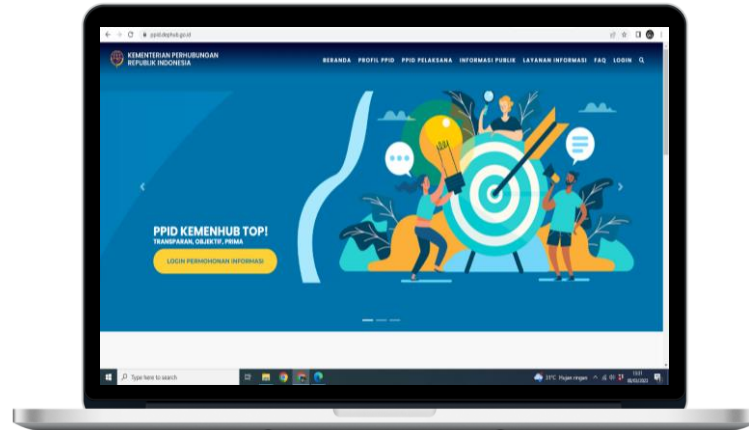 ppid.dephub.go.id
KEMENTERIAN PERHUBUNGAN
REPUBLIK INDONESIA
BERANDA PROFIL PPID PPID PELAKSANA INFORMASI PUBLIK LAYANAN INFORMASI FAQ LOGIN
PPID KEMENHUB TOP!
TRANSPARAN, OBJEKTIF, PRIMA
LOGIN PERMOHONAN INFORMASI
Type here to search
Hujan ringan